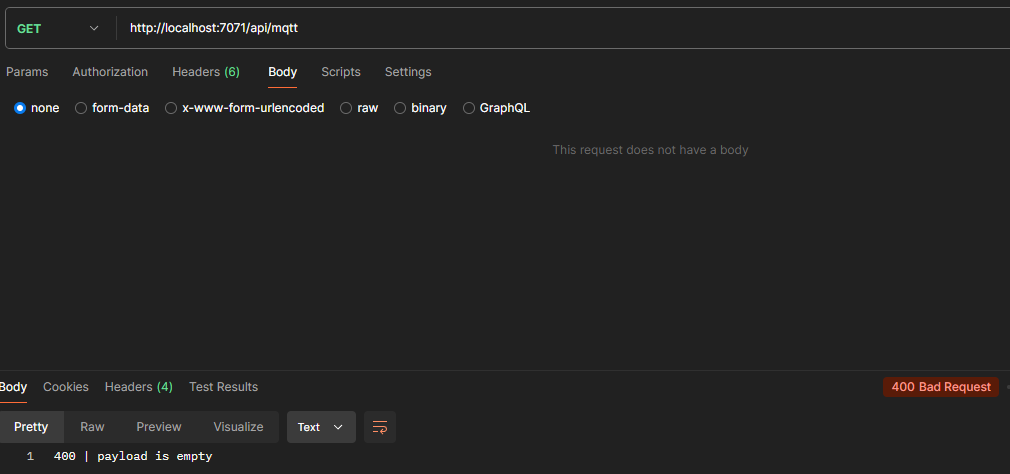 GET http://localhost:7071/api/mqtt
Params Authorization Headers (6) Body Scripts Settings
none form-data x-www-form-urlencoded raw binary GraphQL
This request does not have a body
Body Cookies Headers (4) Test Results 400 Bad Request
Pretty Raw Preview Visualize Text
1 400 | payload is empty